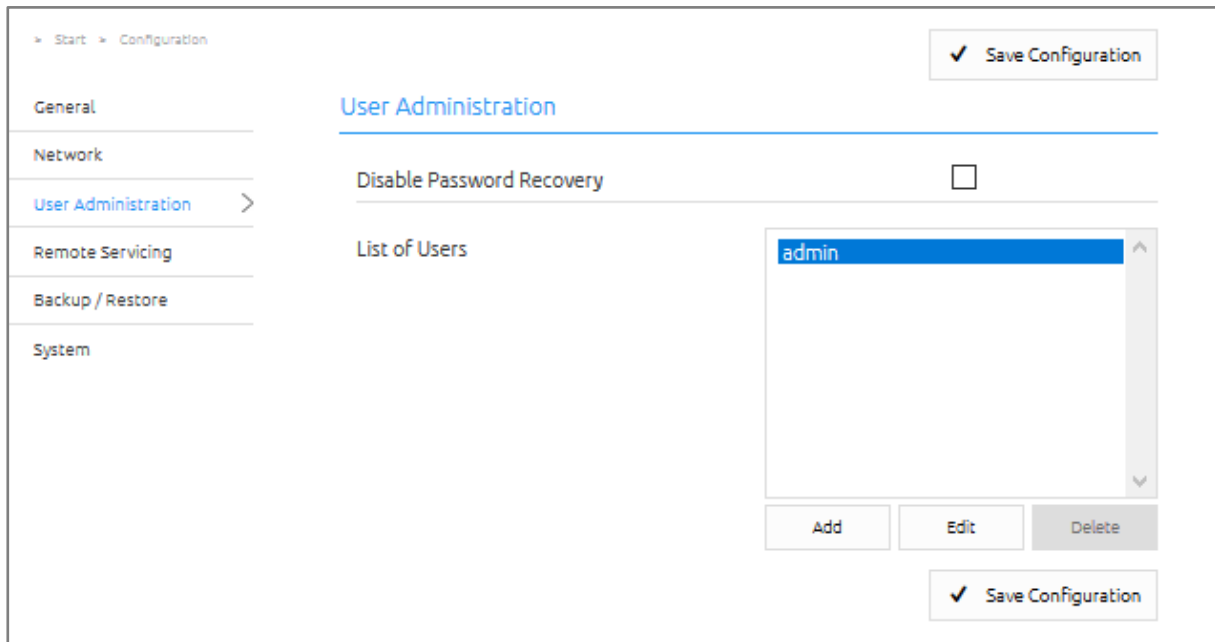 Start Configuration
Save Configuration
General
Network
User Administration
Remote Servicing
Backup / Restore
System
User Administration
Disable Password Recovery
List of Users
admin
Add Edit Delete
Save Configuration